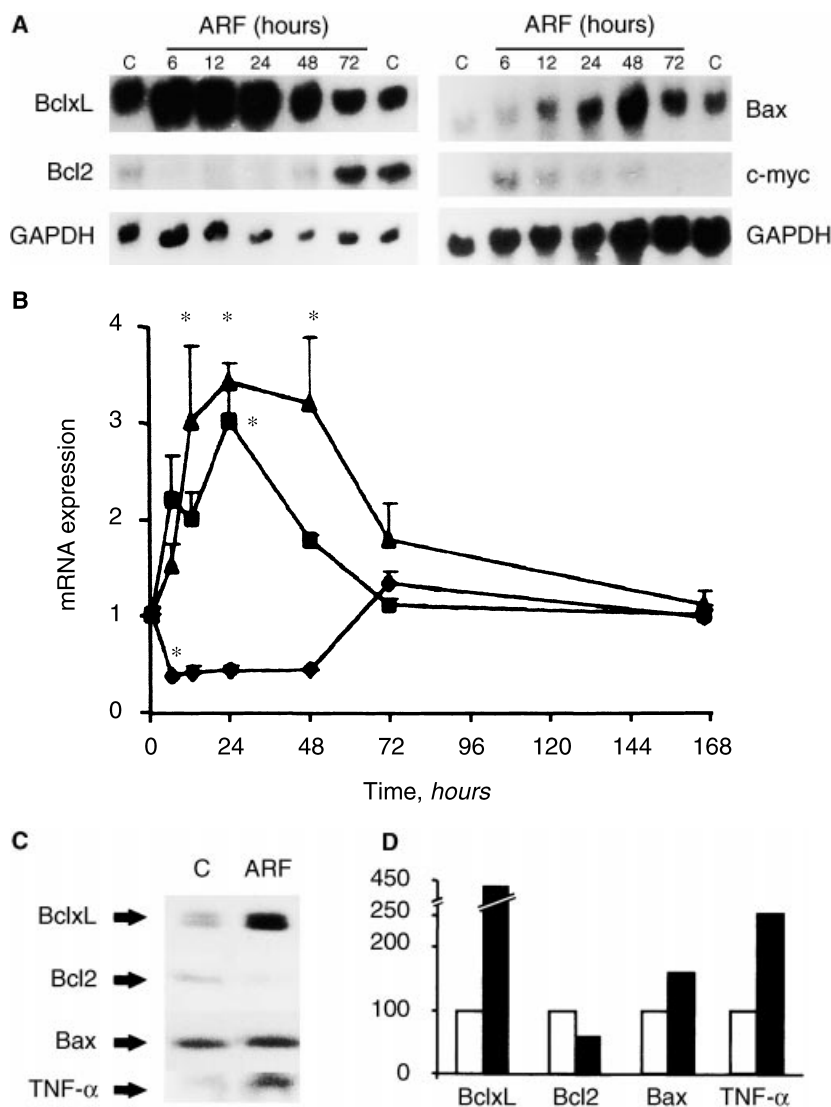 A
ARF (hours)
C 6 12 24 48 72 C
BclxL
Bcl2
GAPDH
ARF (hours)
C 6 12 24 48 72 C
Bax
c-myc
GAPDH
B
mRNA expression
4
3
2
1
0
* * *
*
*
0 24 48 72 96 120 144 168
Time, hours
C
C ARF
BclxL
Bcl2
Bax
TNF-α
D
450
250
200
100
0
BclxL Bcl2 Bax TNF-α